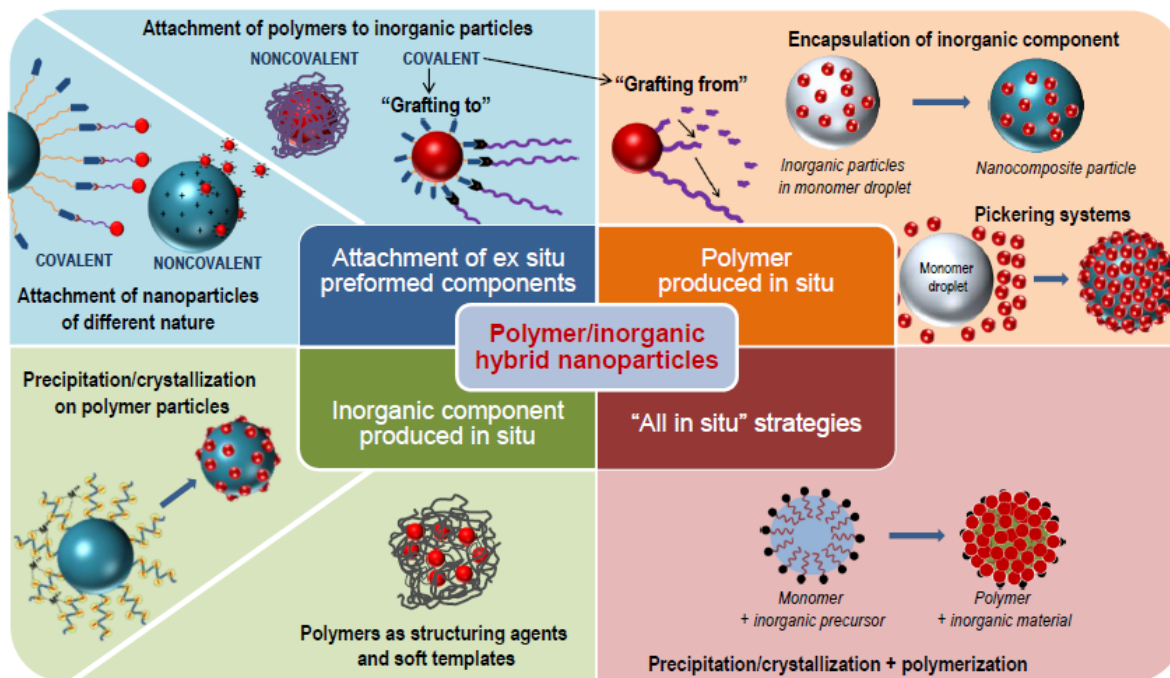 Attachment of polymers to inorganic particles
NONCOVALENT
COVALENT
“Grafting to”
COVALENT
NONCOVALENT
Attachment of nanoparticles
of different nature
Attachment of ex situ
preformed components
“Grafting from”
Encapsulation of inorganic component
Inorganic particles
in monomer droplet
Nanocomposite particle
Pickering systems
Monomer
droplet
Polymer
produced in situ
Polymer/inorganic
hybrid nanoparticles
Precipitation/crystallization
on polymer particles
Inorganic component
produced in situ
Polymers as structuring agents
and soft templates
“All in situ” strategies
Monomer
+ inorganic precursor
Polymer
+ inorganic material
Precipitation/crystallization + polymerization
+ + + + + + + + + + +